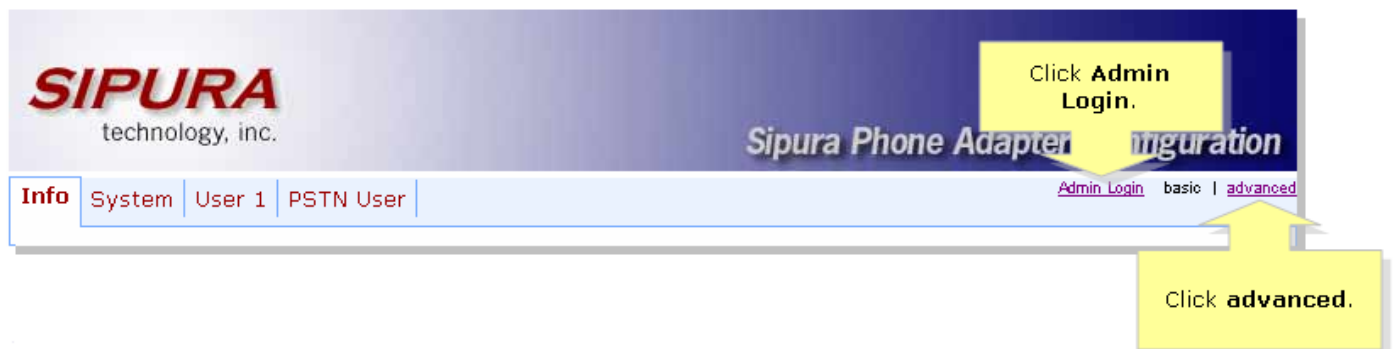 SIPURA
technology, inc.
Click Admin
Login.
Sipura Phone Adapter
Info System User 1 PSTN User
Admin Login basic | advanced
Click advanced.